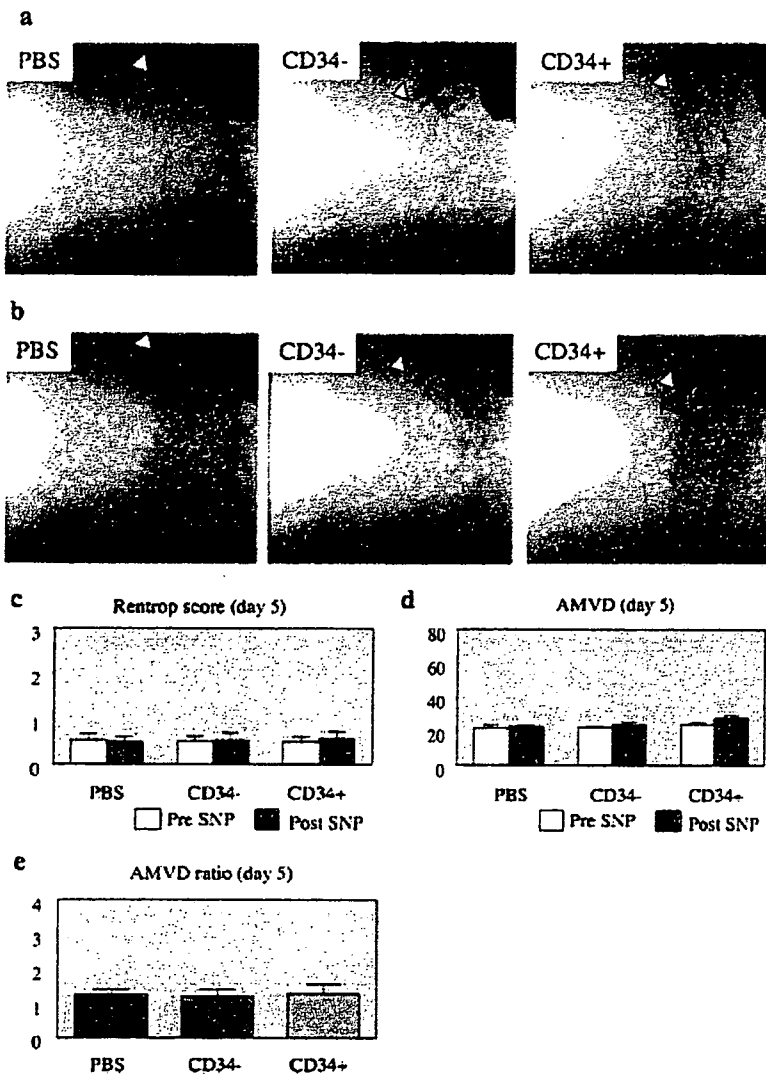 a
PBS CD34- CD34+
b
PBS CD34- CD34+
c
Rentrop score (day 5)
3
2
1
0
PBS CD34- CD34+
Pre SNP Post SNP
d
AMVD (day 5)
80
60
40
20
0
PBS CD34- CD34+
Pre SNP Post SNP
e
AMVD ratio (day 5)
4
3
2
1
0
PBS CD34- CD34+